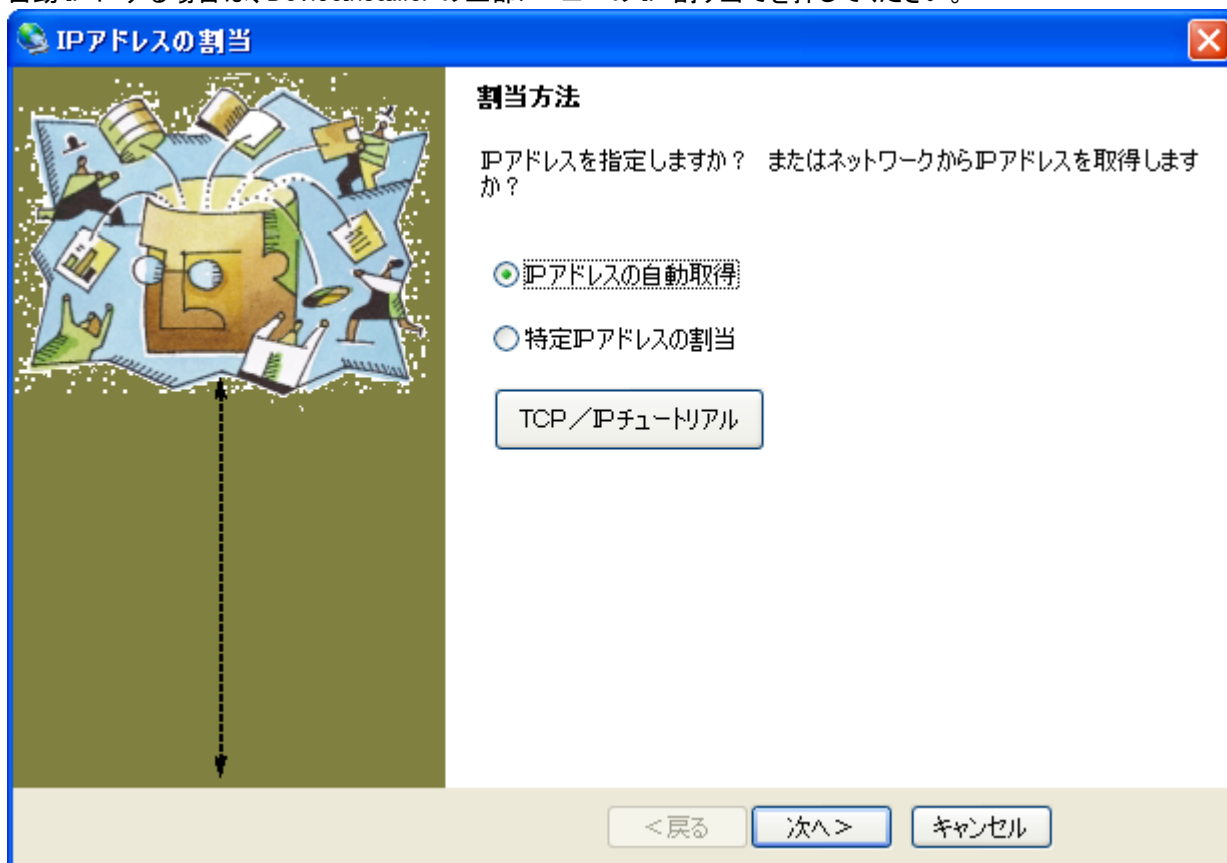 DeviceInstaller
IPアドレスの割当
割当方法
IPアドレスを指定しますか？ またはネットワークからIPアドレスを取得します
か？
IPアドレスの自動取得
特定IPアドレスの割当
TCP／IPチュートリアル
＜戻る
次へ＞
キャンセル